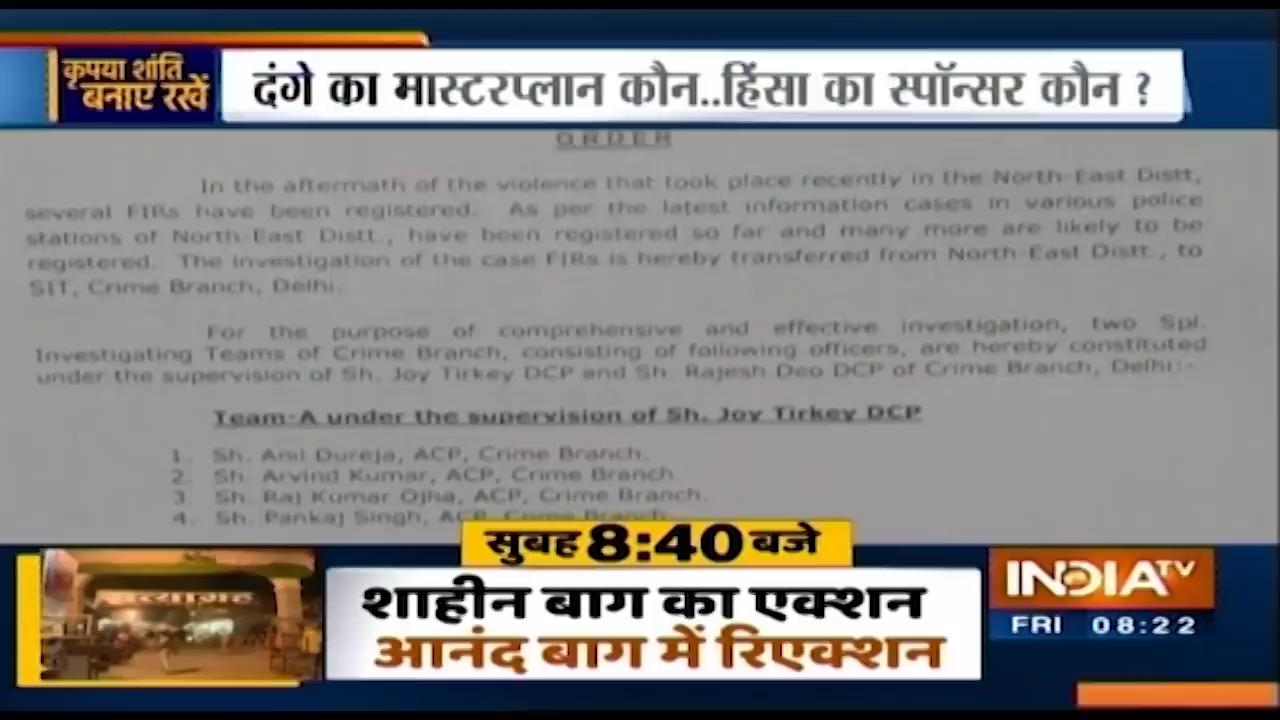 कृपया शांति
बनाए रखें
दंगे का मास्टरप्लान कौन..हिंसा का स्पॉन्सर कौन ?
ORDER
In the aftermath of the violence that took place recently in the North-East Distt,
several FIRs have been registered. As per the latest information cases in various police
stations of North East Distt., have been registered so far and many more are likely to be
registered. The investigation of the case FIRs is hereby transferred from North East Distt., to
SIT, Crime Branch, Delhi.
For the purpose of comprehensive and effective investigation, two Spl.
Investigating Teams of Crime Branch, consisting of following officers, are hereby constituted
under the supervision of Sh. Joy Tirkey DCP and Sh. Rajesh Deo DCP of Crime Branch, Delhi:-
Team-A under the supervision of Sh. Joy Tirkey DCP
1. Sh. Anil Dureja, ACP, Crime Branch.
2. Sh. Arvind Kumar, ACP, Crime Branch.
3 Sh. Raj Kumar Ojha, ACP, Crime Branch.
4. Sh. Pankaj Singh, ACP, Crime Branch.
सुबह 8:40 बजे
शाहीन बाग का एक्शन
आनंद बाग में रिएक्शन
INDIA TV
FRI 08:22